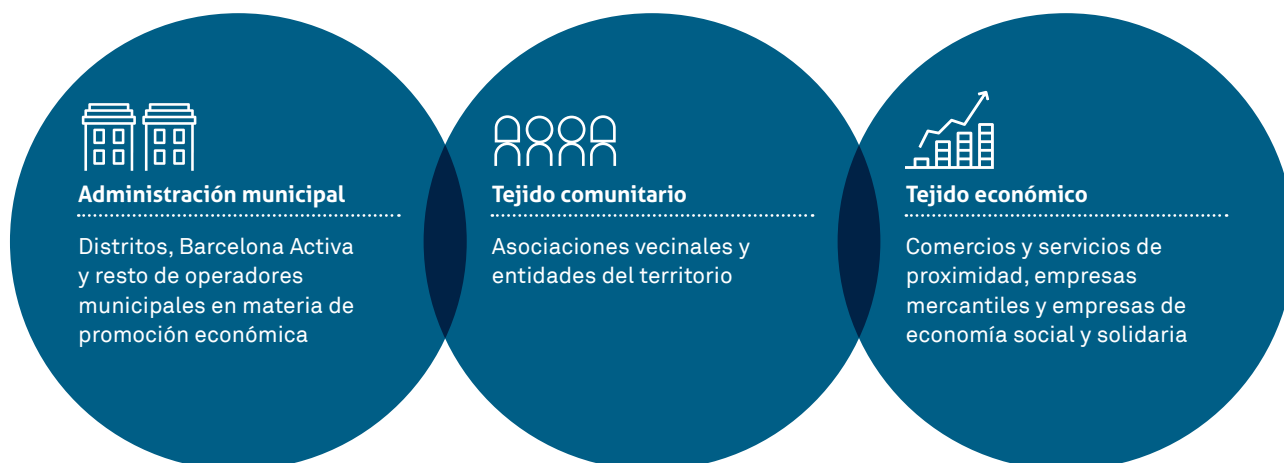 Administración municipal
Distritos, Barcelona Activa
y resto de operadores
municipales en materia de
promoción económica
Tejido comunitario
Asociaciones vecinales y
entidades del territorio
Tejido económico
Comercios y servicios de
proximidad, empresas
mercantiles y empresas de
economía social y solidaria